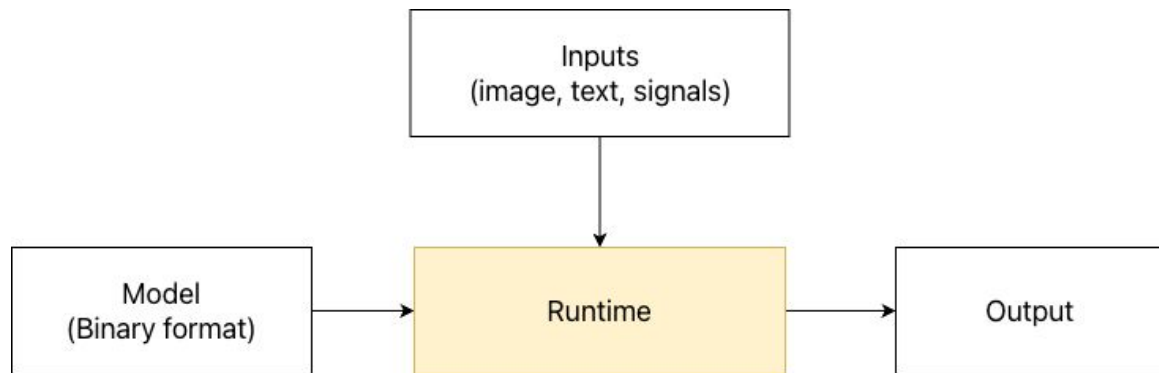 Inputs
(image, text, signals)
Model
(Binary format)
Runtime
Output